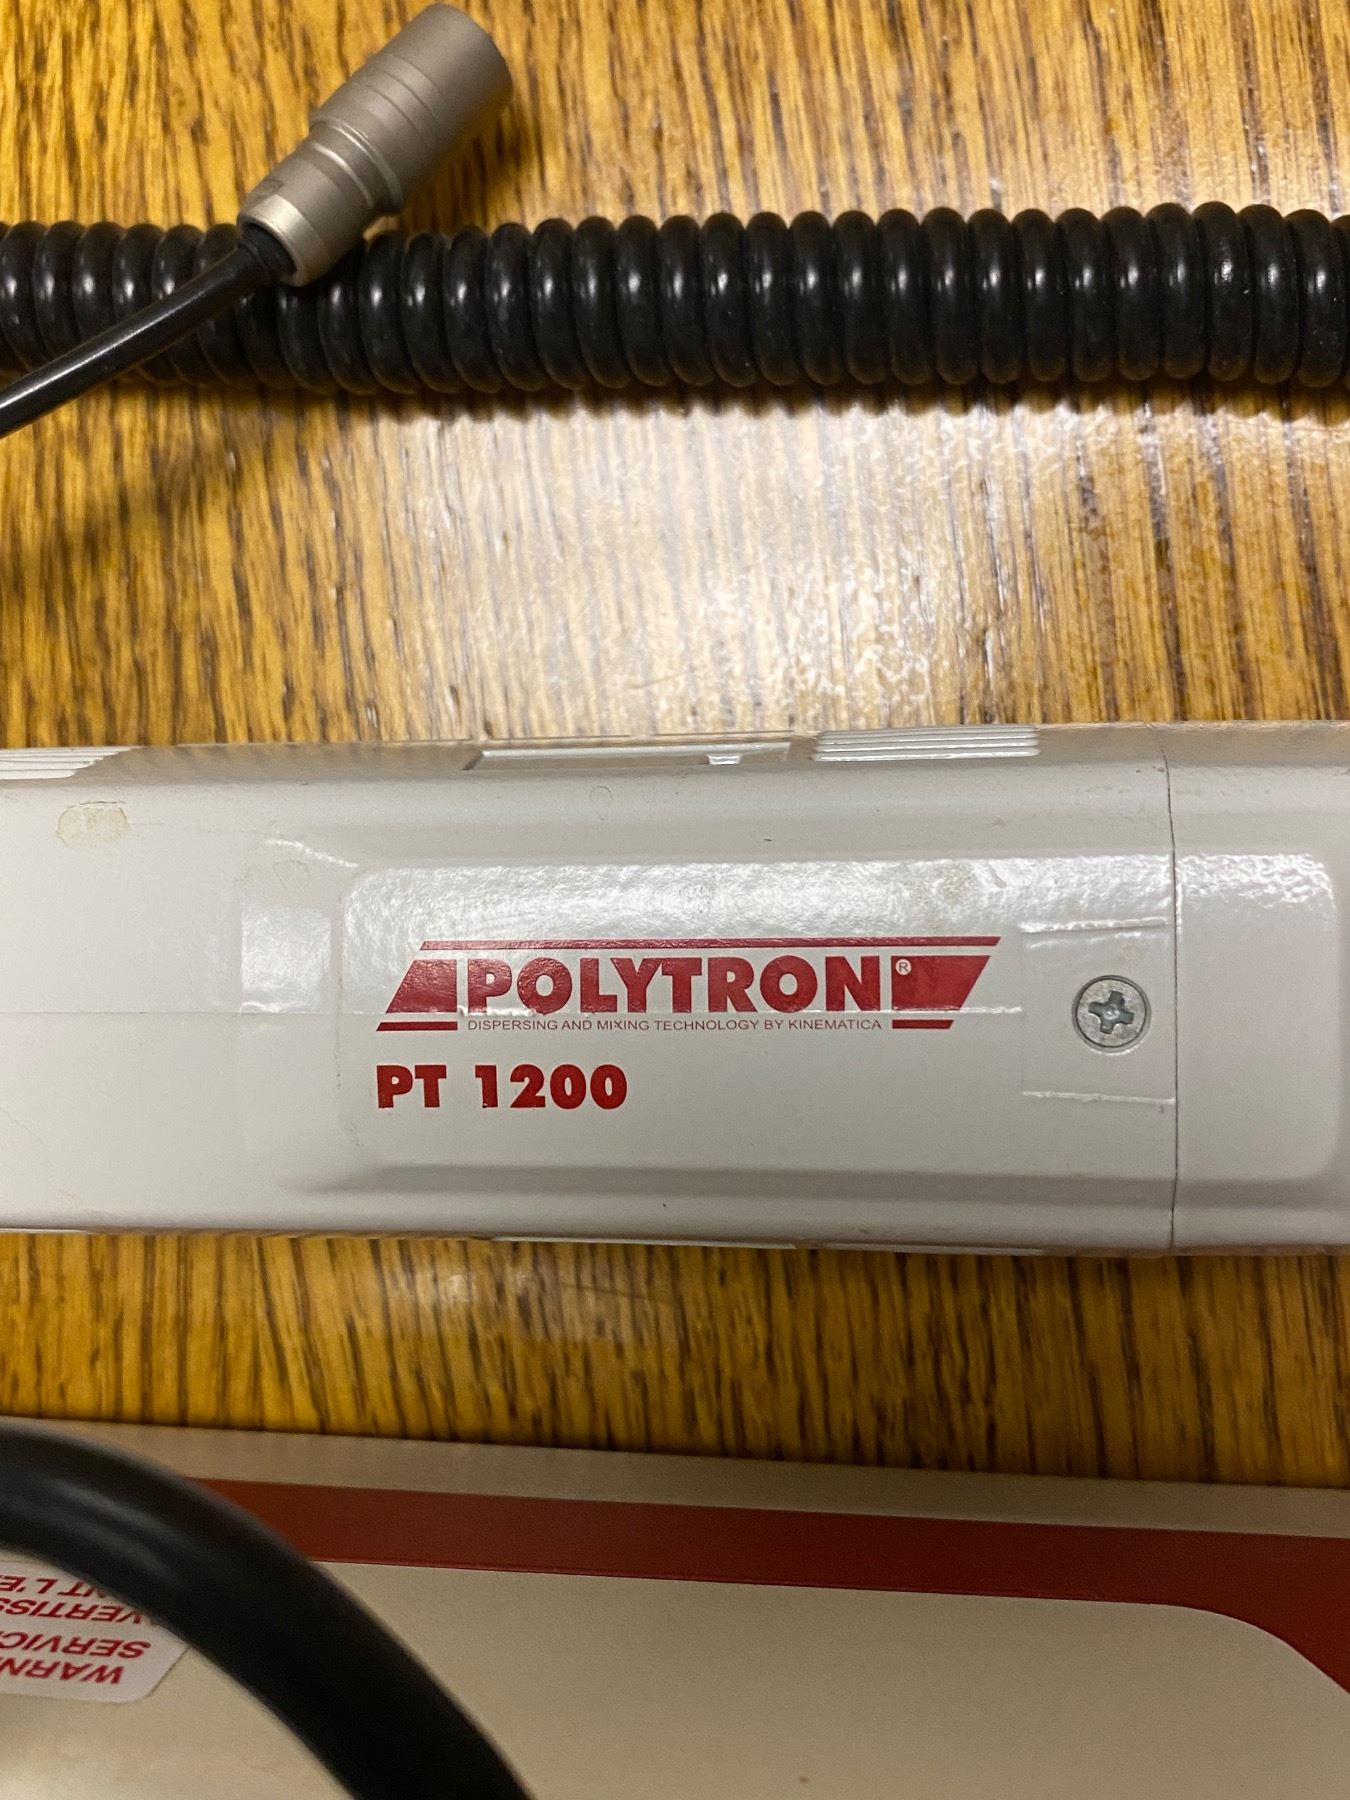 POLYTRON®
DISPERSING AND MIXING TECHNOLOGY BY KINEMATICA
PT 1200